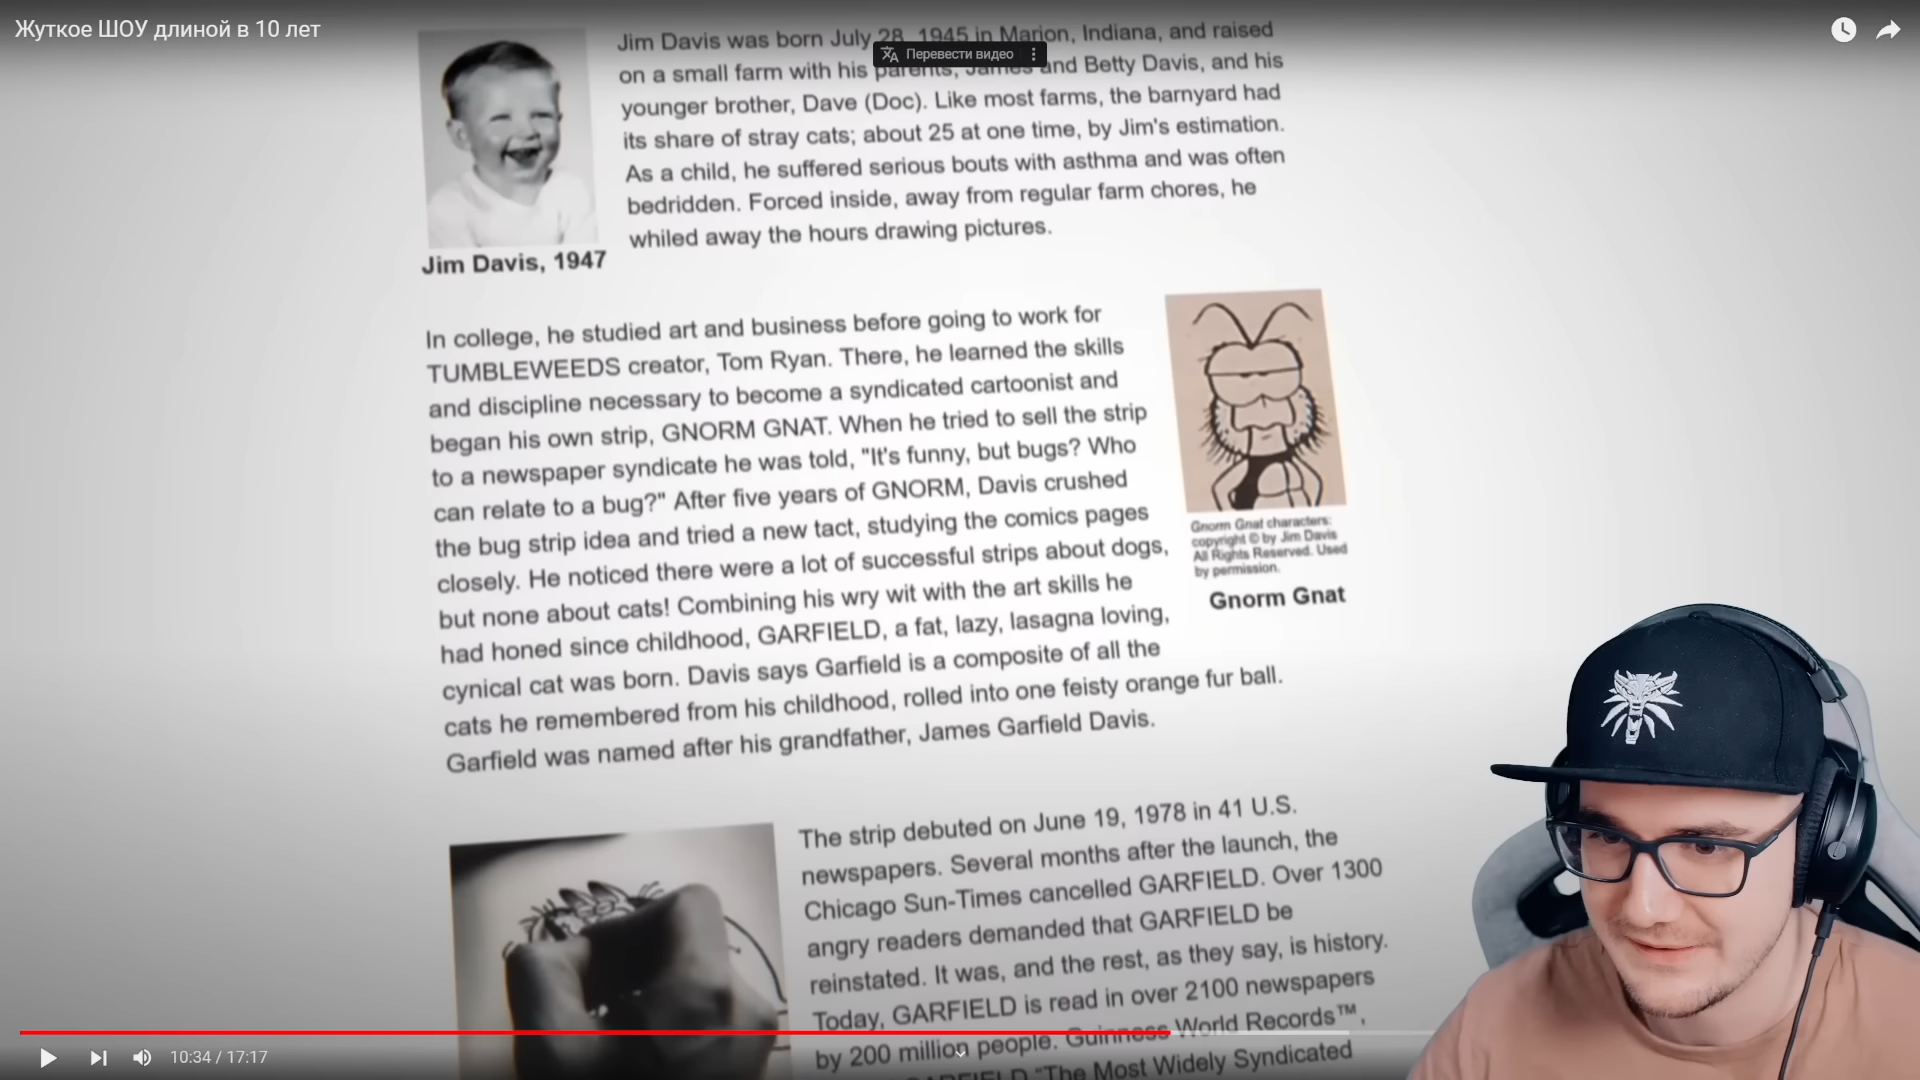 Жуткое ШОУ длиной в 10 лет
Перевести видео
Jim Davis was born July 28, 1945 in Marion, Indiana, and raised
on a small farm with his parents, James and Betty Davis, and his
younger brother, Dave (Doc). Like most farms, the barnyard had
its share of stray cats; about 25 at one time, by Jim's estimation.
As a child, he suffered serious bouts with asthma and was often
bedridden. Forced inside, away from regular farm chores, he
whiled away the hours drawing pictures.
Jim Davis, 1947
In college, he studied art and business before going to work for
TUMBLEWEEDS creator, Tom Ryan. There, he learned the skills
and discipline necessary to become a syndicated cartoonist and
began his own strip, GNORM GNAT. When he tried to sell the strip
to a newspaper syndicate he was told, "It's funny, but bugs? Who
can relate to a bug?" After five years of GNORM, Davis crushed
the bug strip idea and tried a new tact, studying the comics pages
closely. He noticed there were a lot of successful strips about dogs,
but none about cats! Combining his wry wit with the art skills he
had honed since childhood, GARFIELD, a fat, lazy, lasagna loving,
cynical cat was born. Davis says Garfield is a composite of all the
cats he remembered from his childhood, rolled into one feisty orange fur ball.
Garfield was named after his grandfather, James Garfield Davis.
Gnorm Gnat characters:
copyright © by Jim Davis
All Rights Reserved. Used
by permission.
Gnorm Gnat
The strip debuted on June 19, 1978 in 41 U.S.
newspapers. Several months after the launch, the
Chicago Sun-Times cancelled GARFIELD. Over 1300
angry readers demanded that GARFIELD be
reinstated. It was, and the rest, as they say, is history.
Today, GARFIELD is read in over 2100 newspapers
by 200 million people. Guinness World Records™,
GARFIELD "The Most Widely Syndicated
10:34 / 17:17